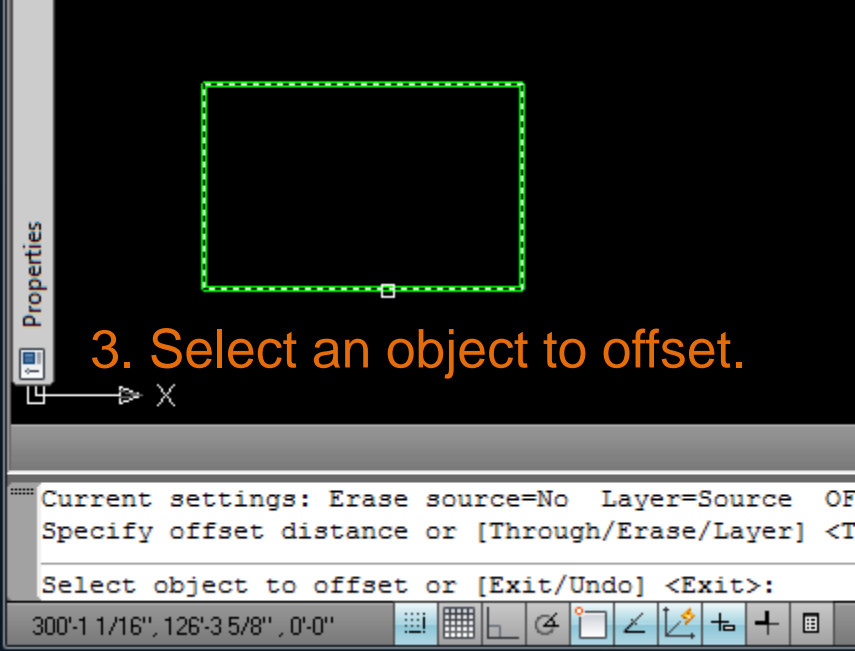 Properties
3. Select an object to offset.
X
Current settings: Erase source=No Layer=Source OF
Specify offset distance or [Through/Erase/Layer] <T
Select object to offset or [Exit/Undo] <Exit>:
300'-1 1/16", 126'-3 5/8" , 0'-0"